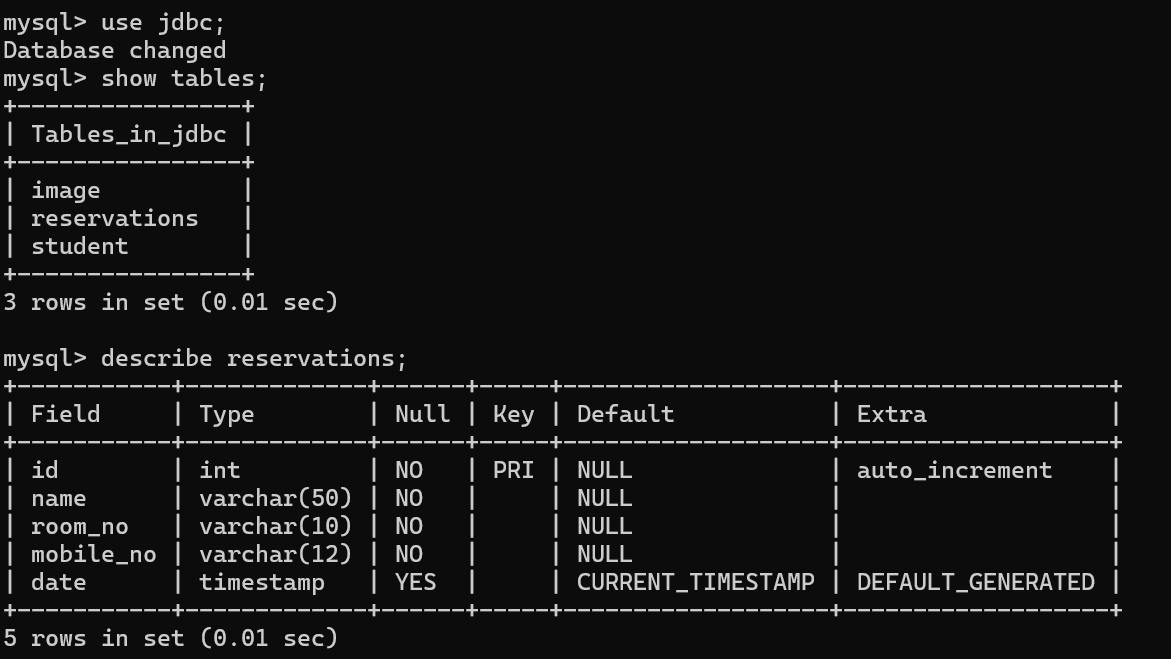 mysql> use jdbc;
Database changed
mysql> show tables;
+----------------+
| Tables_in_jdbc |
+----------------+
| image          |
| reservations   |
| student        |
+----------------+
3 rows in set (0.01 sec)

mysql> describe reservations;
+-----------+-------------+------+-----+-------------------+-------------------+
| Field     | Type        | Null | Key | Default           | Extra             |
+-----------+-------------+------+-----+-------------------+-------------------+
| id        | int         | NO   | PRI | NULL              | auto_increment    |
| name      | varchar(50) | NO   |     | NULL              |                   |
| room_no   | varchar(10) | NO   |     | NULL              |                   |
| mobile_no | varchar(12) | NO   |     | NULL              |                   |
| date      | timestamp   | YES  |     | CURRENT_TIMESTAMP | DEFAULT_GENERATED |
+-----------+-------------+------+-----+-------------------+-------------------+
5 rows in set (0.01 sec)